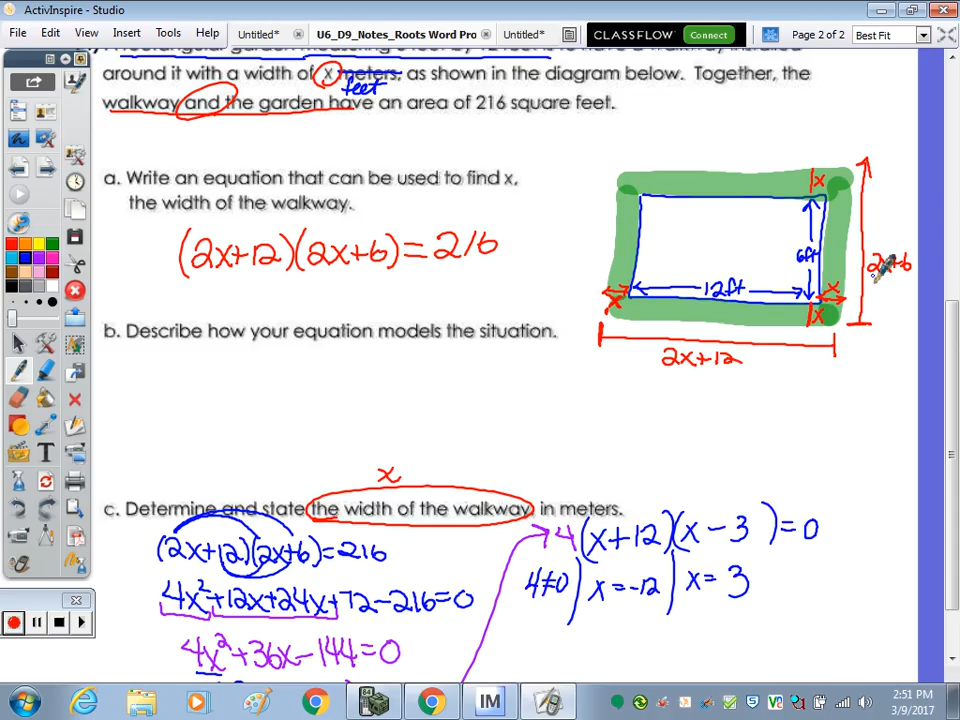 ActivInspire - Studio
File Edit View Insert Tools Help Untitled* U6_D9_Notes_Roots Word Pro Untitled* CLASSFLOW Connect Page 2 of 2 Best Fit
around it with a width of x meters, as shown in the diagram below. Together, the
feet
walkway and the garden have an area of 216 square feet.
a. Write an equation that can be used to find x,
the width of the walkway.
(2x+12)(2x+6)=216
x
6ft
2x+6
12ft
x
x
x
2x+12
b. Describe how your equation models the situation.
x
c. Determine and state the width of the walkway in meters.
(2x+12)(2x+6)=216
4x²+12x+24x+72-216=0
4x²+36x-144=0
4(x+12)(x-3)=0
4≠0 x=-12 x=3
84
IM
V2
2:51 PM
3/9/2017